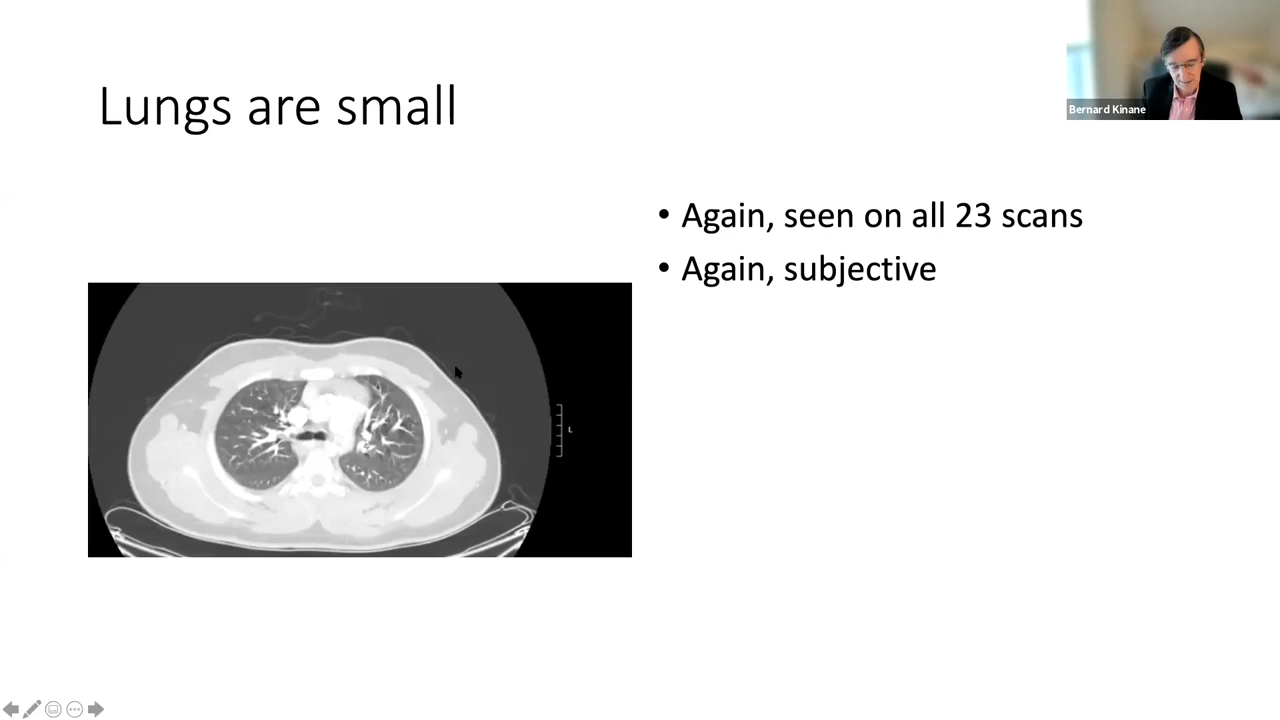 Lungs are small
Bernard Kinane
• Again, seen on all 23 scans
• Again, subjective
L